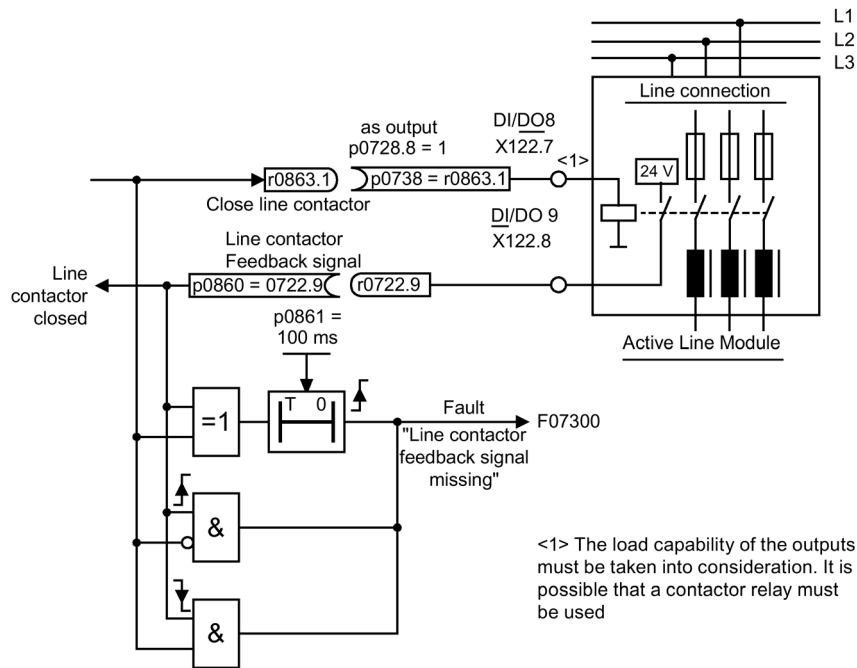 L1
L2
L3
Line connection
as output
p0728.8 = 1
DI/DO8
X122.7
<1>
r0863.1
p0738 = r0863.1
24 V
Close line contactor
DI/DO 9
X122.8
Line contactor
Feedback signal
Line
contactor
closed
p0860 = 0722.9
r0722.9
p0861 =
100 ms
Active Line Module
T 0
=1
Fault
F07300
"Line contactor
feedback signal
missing"
&
<1> The load capability of the outputs
must be taken into consideration. It is
possible that a contactor relay must
be used
&